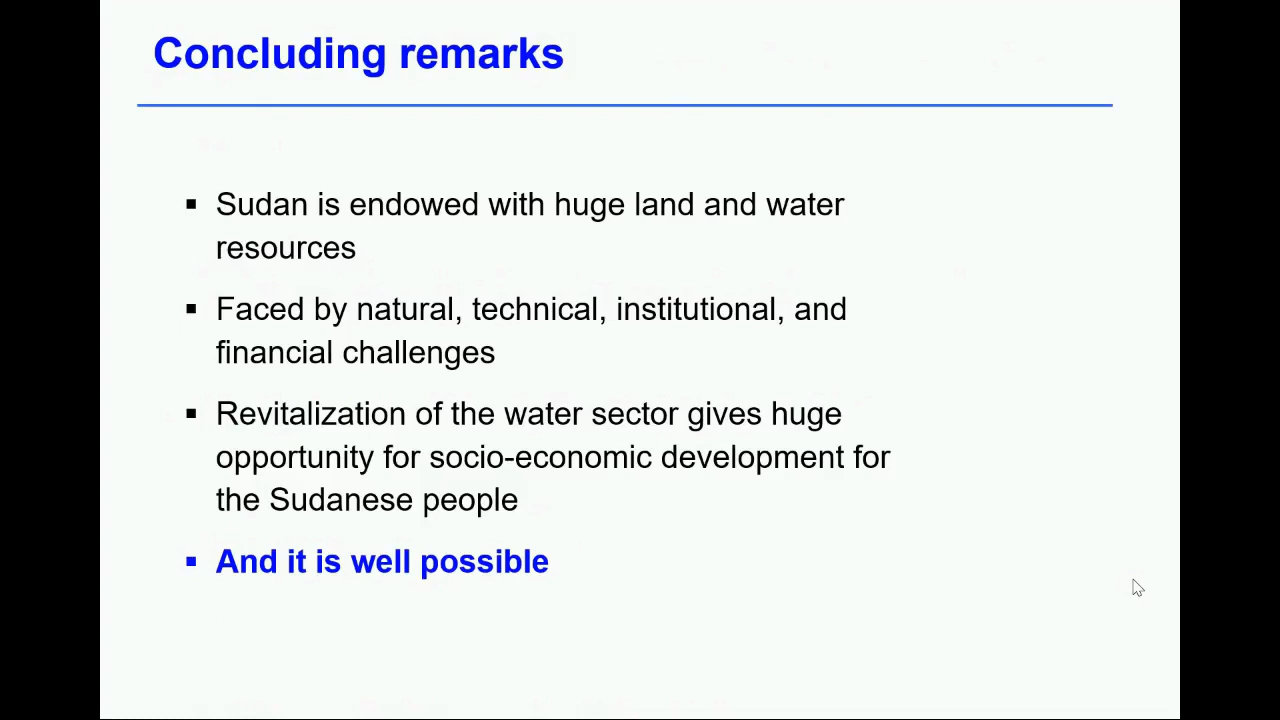 Concluding remarks
▪ Sudan is endowed with huge land and water
resources
▪ Faced by natural, technical, institutional, and
financial challenges
▪ Revitalization of the water sector gives huge
opportunity for socio-economic development for
the Sudanese people
▪ And it is well possible